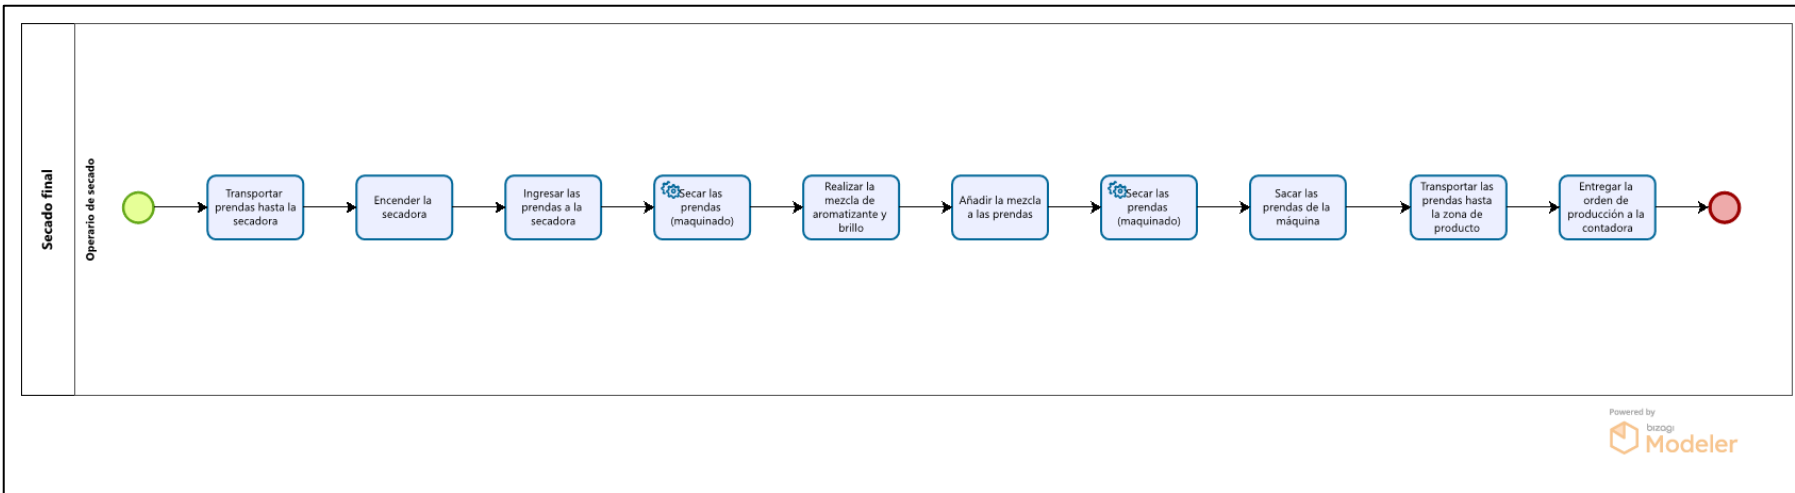 Secado final
Operario de secado
Transportar
prendas hasta la
secadora
Encender la
secadora
Ingresar las
prendas a la
secadora
Secar las
prendas
(maquinado)
Realizar la
mezcla de
aromatizante y
brillo
Añadir la mezcla
a las prendas
Secar las
prendas
(maquinado)
Sacar las
prendas de la
máquina
Transportar las
prendas hasta
la zona de
producto
Entregar la
orden de
producción a la
contadora
Powered by
bizagi
Modeler